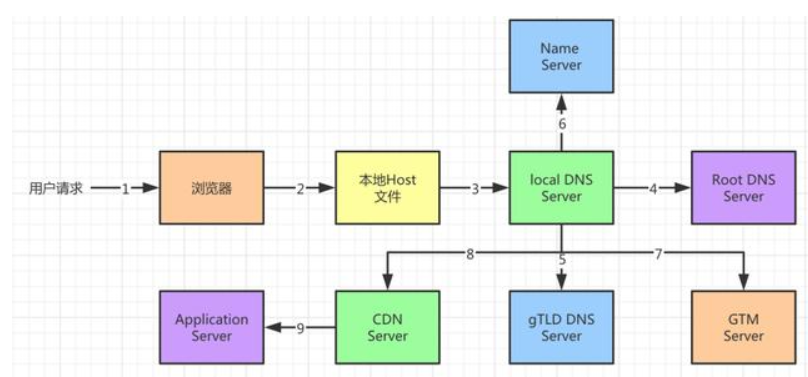 Name
Server
6
用户请求
1
浏览器
2
本地Host
文件
3
local DNS
Server
4
Root DNS
Server
8
5
7
Application
Server
9
CDN
Server
gTLD DNS
Server
GTM
Server